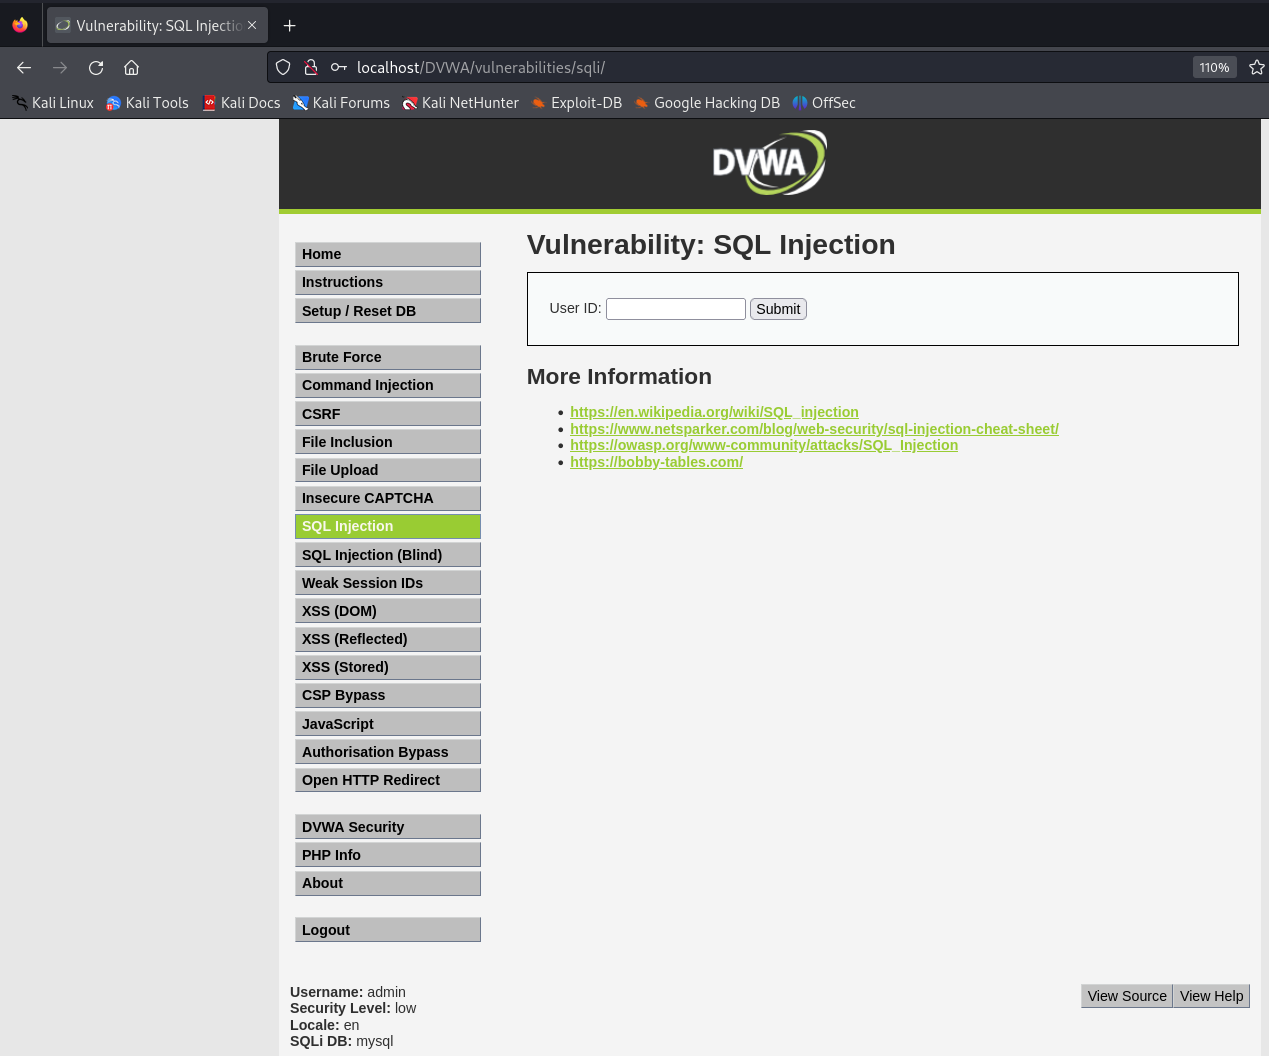 Vulnerability: SQL Injectio
localhost/DVWA/vulnerabilities/sqli/
110%
Kali Linux
Kali Tools
Kali Docs
Kali Forums
Kali NetHunter
Exploit-DB
Google Hacking DB
OffSec
DVWA
Home
Instructions
Setup / Reset DB
Brute Force
Command Injection
CSRF
File Inclusion
File Upload
Insecure CAPTCHA
SQL Injection
SQL Injection (Blind)
Weak Session IDs
XSS (DOM)
XSS (Reflected)
XSS (Stored)
CSP Bypass
JavaScript
Authorisation Bypass
Open HTTP Redirect
DVWA Security
PHP Info
About
Logout
Vulnerability: SQL Injection
User ID:
Submit
More Information
https://en.wikipedia.org/wiki/SQL_injection
https://www.netsparker.com/blog/web-security/sql-injection-cheat-sheet/
https://owasp.org/www-community/attacks/SQL_Injection
https://bobby-tables.com/
Username: admin
Security Level: low
Locale: en
SQLi DB: mysql
View Source
View Help